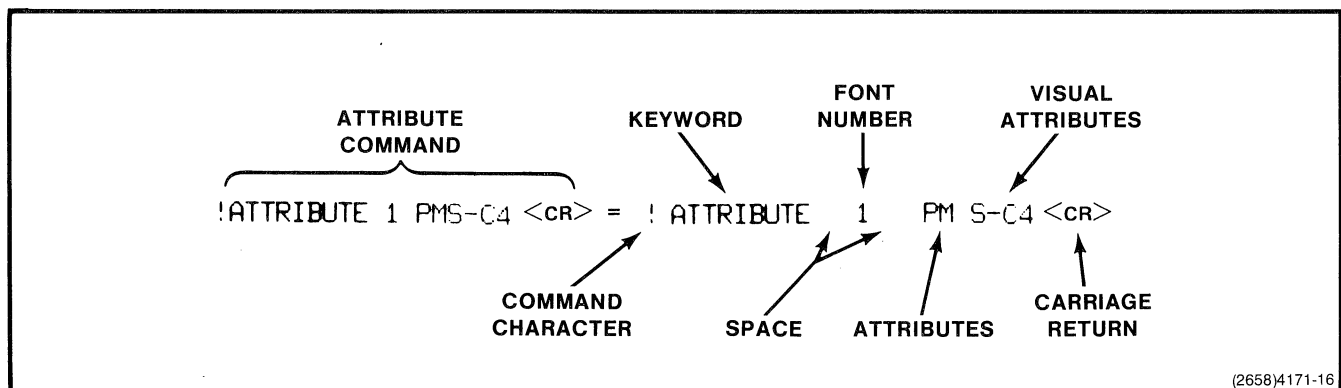 ATTRIBUTE
COMMAND
KEYWORD
FONT
NUMBER
VISUAL
ATTRIBUTES
!ATTRIBUTE 1 PMS-C4 <CR> = ! ATTRIBUTE 1 PM S-C4 <CR>
COMMAND
CHARACTER
SPACE
ATTRIBUTES
CARRIAGE
RETURN
(2658)4171-16